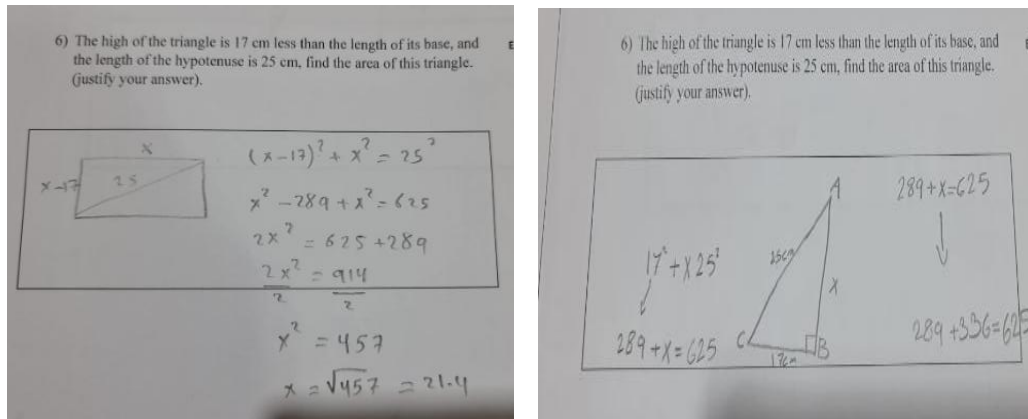 6) The high of the triangle is 17 cm less than the length of its base, and
the length of the hypotenuse is 25 cm, find the area of this triangle.
(justify your answer).
x
x-17
25
(x-17)² + x² = 25²
x² - 289 + x² = 625
2x² = 625 + 289
2x² = 914
2 2
x² = 457
x = √457 = 21.4
6) The high of the triangle is 17 cm less than the length of its base, and
the length of the hypotenuse is 25 cm, find the area of this triangle.
(justify your answer).
A
289+x=625
17²+x 25²
25cm
x
289+x=625
C
17cm
B
289+336=625